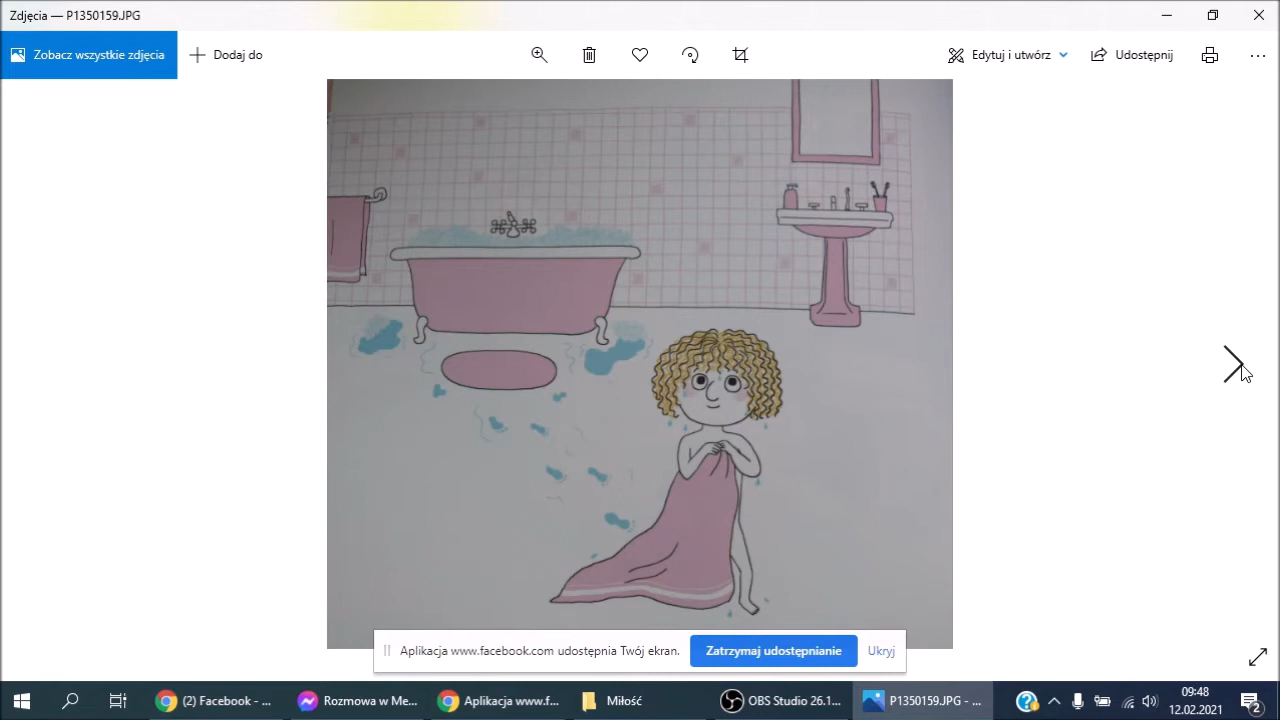 Zdjęcia — P1350159.JPG
Zobacz wszystkie zdjęcia
Dodaj do
Edytuj i utwórz
Udostępnij
Aplikacja www.facebook.com udostępnia Twój ekran.
Zatrzymaj udostępnianie
Ukryj
(2) Facebook - ...
Rozmowa w Me...
Aplikacja www.f...
Miłość
OBS Studio 26.1...
P1350159.JPG - ...
09:48
12.02.2021
2